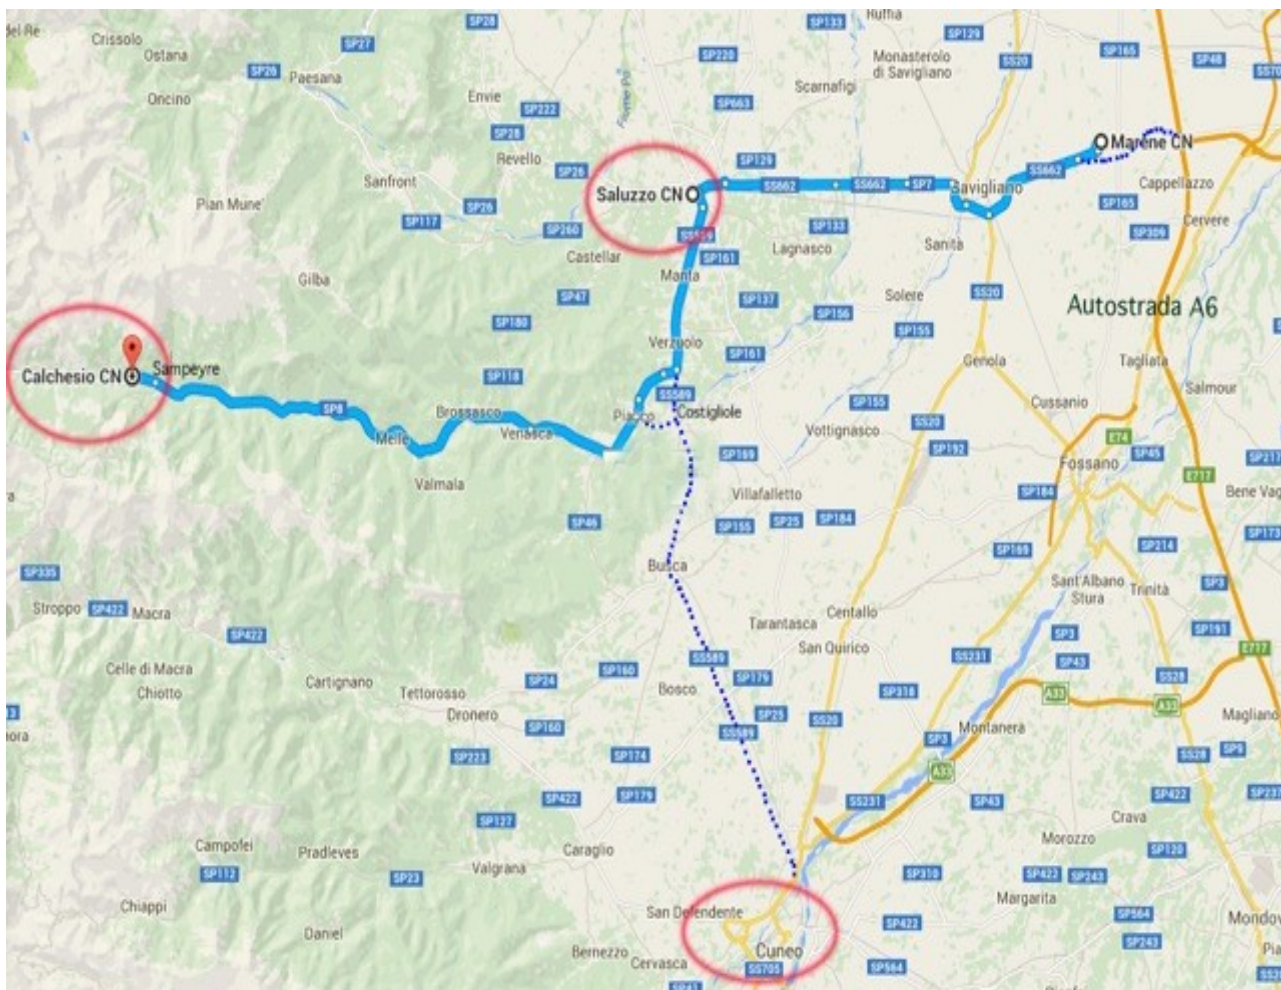 del Re
Crissolo
Ostana
Oncino
SP26
SP27
Paesana
SP28
Envie
SP222
SP28
Revello
SP26
Sanfront
SP26
SP117
SP260
Pian Mune'
Castellar
Gilba
SP47
SP180
SP118
Fiume Po
SP220
SP663
SP133
Ruffia
SP129
Monasterolo
di Savigliano
Scarnafigi
SS20
SP165
SP48
SP129
Saluzzo CN
SS662
SS662
SP7
Savigliano
SS662
Marene CN
Cappellazzo
SP165
SP309
Cervere
SP133
Lagnasco
Sanità
SS589
SP161
Manta
SP137
Solere
SP156
SP155
SS20
Autostrada A6
Verzuolo
SP161
Genola
Tagliata
Salmour
Calchesio CN
Sampeyre
SP8
Melle
Brossasco
Venasca
Valmala
Piasco
SS589
Costigliole
SP155
Vottignasco
Cussanio
SS20
SP192
E74
SP45
Fossano
E717
SP217
SP169
SP184
Villafalletto
SP155
SP25
SP184
SP46
SP169
SP214
SP173
Busca
SP335
Stroppo
SP422
Macra
SP422
Sant'Albano
Stura
Trinità
SP3
Centallo
Tarantasca
San Quirico
SP3
SP191
SP43
E717
SS231
Celle di Macra
Chiotto
Cartignano
Tettorosso
Dronero
SP24
SP160
SP160
SS589
SP179
Bosco
SP25
SP318
SS28
A33
A33
SS20
SS589
SP223
SP174
Montanera
SP3
A33
Magliano
SP9
SS28
SP422
SP179
SS231
SP43
SP422
SP237
SP127
Campofei
Pradleves
SP112
SP23
Valgrana
Caraglio
Crava
Morozzo
SP120
SP310
SP422
SP243
Margarita
Chiappi
Daniel
San Defendente
Cuneo
SS705
SP422
SP564
SP564
SP243
Bernezzo
Cervasca